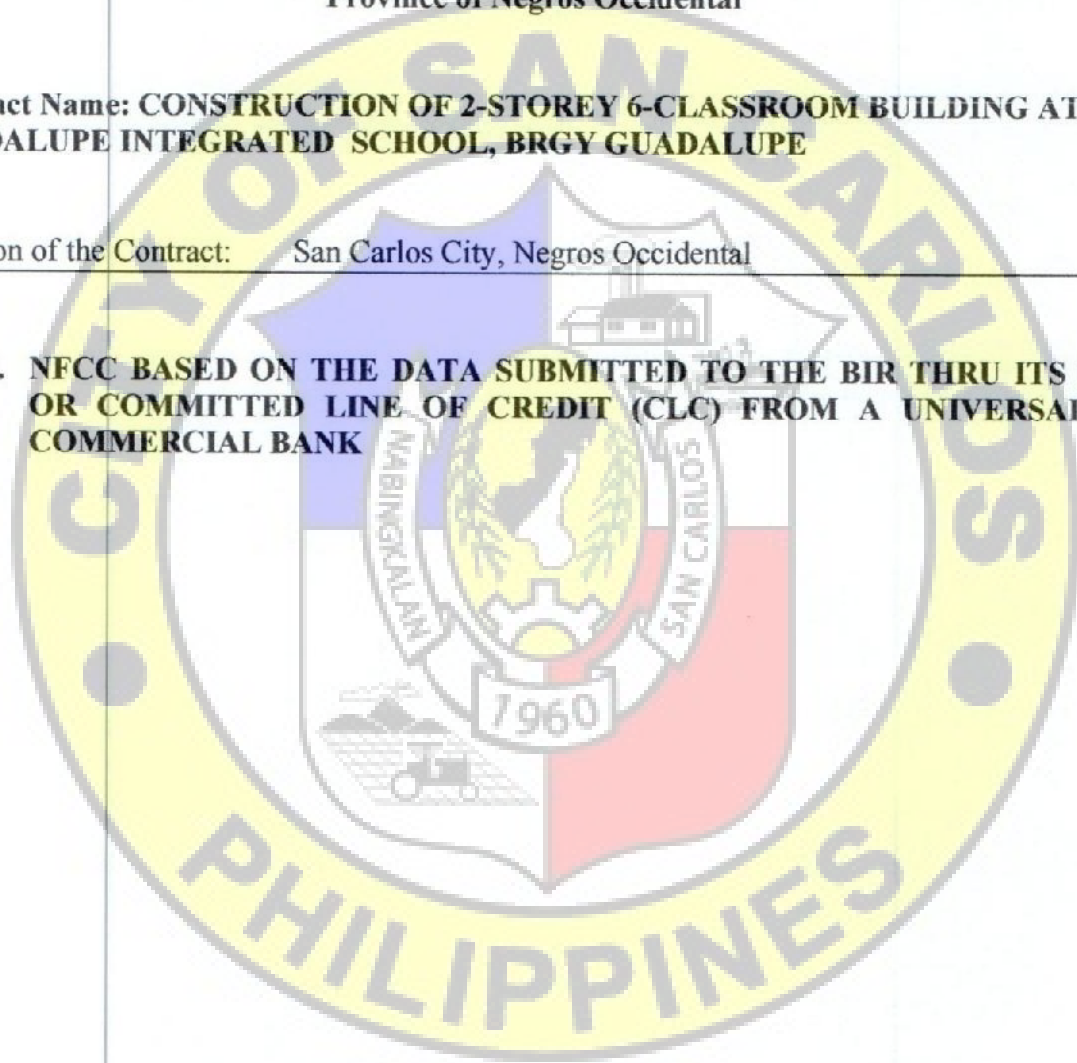 Province of Negros Occidental
act Name: CONSTRUCTION OF 2-STOREY 6-CLASSROOM BUILDING AT
DALUPE INTEGRATED SCHOOL, BRGY GUADALUPE
on of the Contract: San Carlos City, Negros Occidental
. NFCC BASED ON THE DATA SUBMITTED TO THE BIR THRU ITS
OR COMMITTED LINE OF CREDIT (CLC) FROM A UNIVERSAL
COMMERCIAL BANK
CITY OF SAN CARLOS
NABINGKALAN
SAN CARLOS
1960
PHILIPPINES